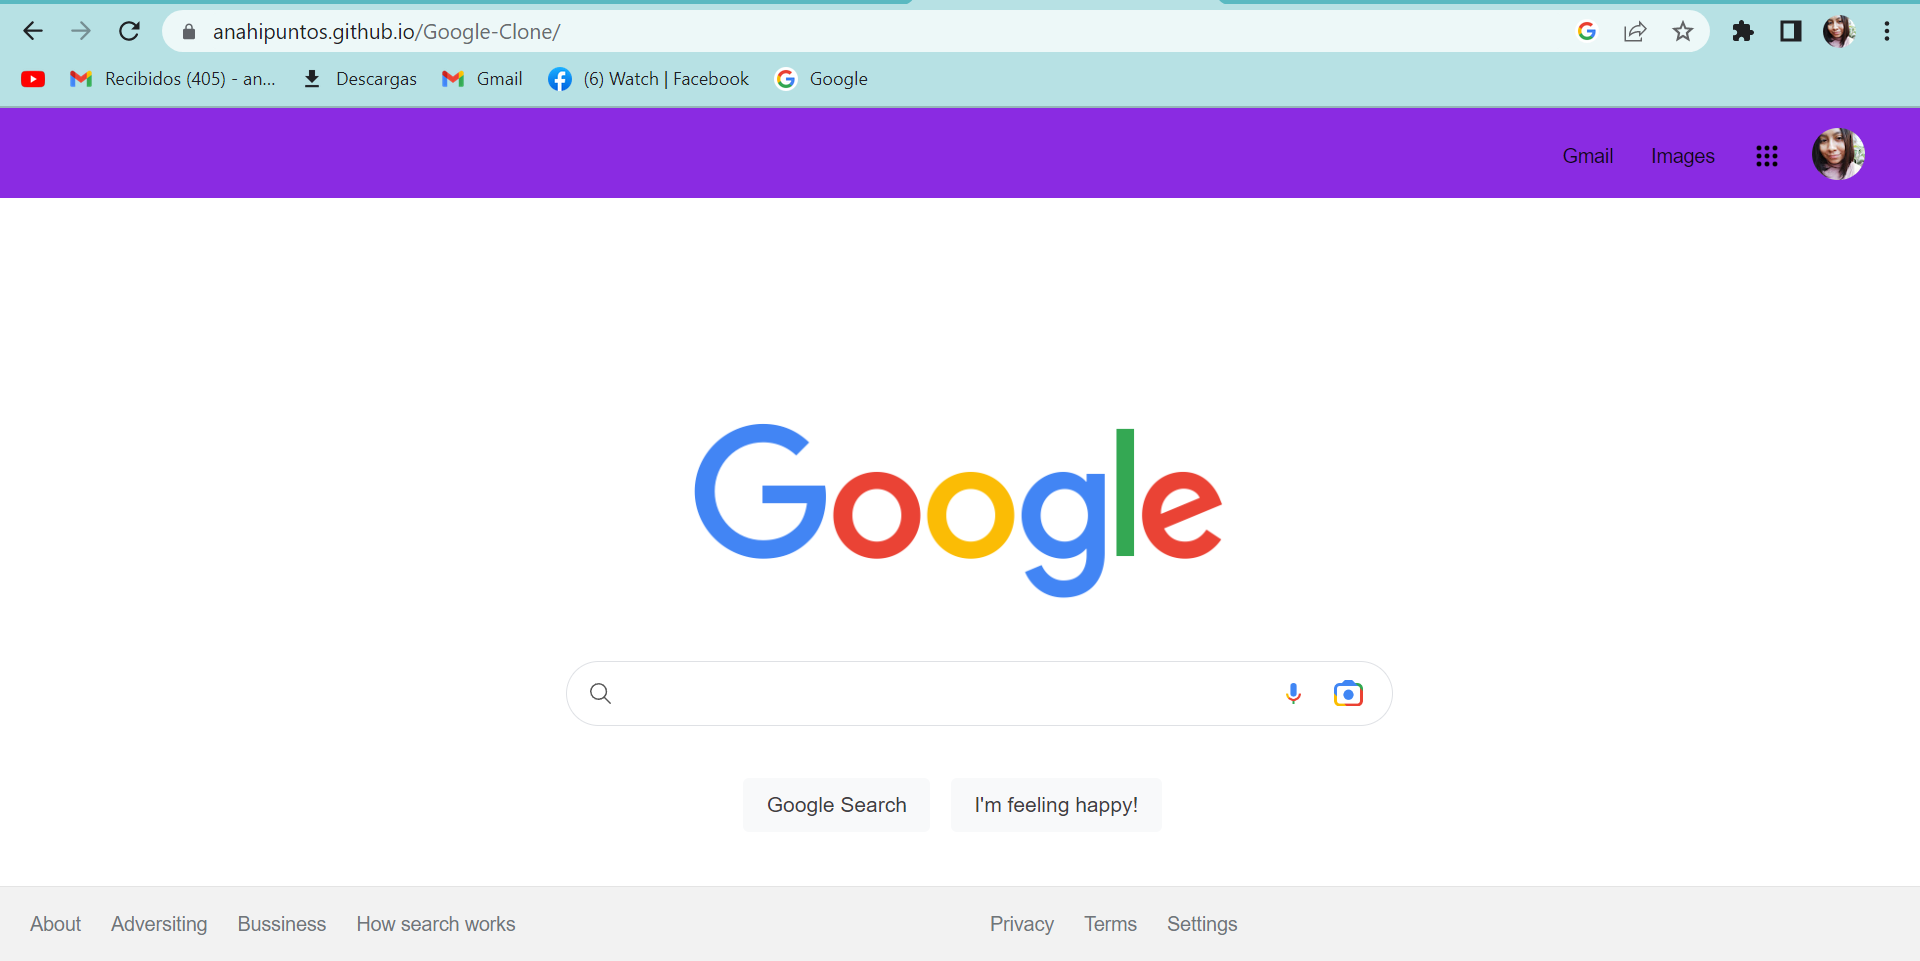 anahipuntos.github.io/Google-Clone/
Recibidos (405) - an... Descargas Gmail (6) Watch | Facebook Google
Gmail Images
Google
Google Search I'm feeling happy!
About Adversiting Bussiness How search works Privacy Terms Settings